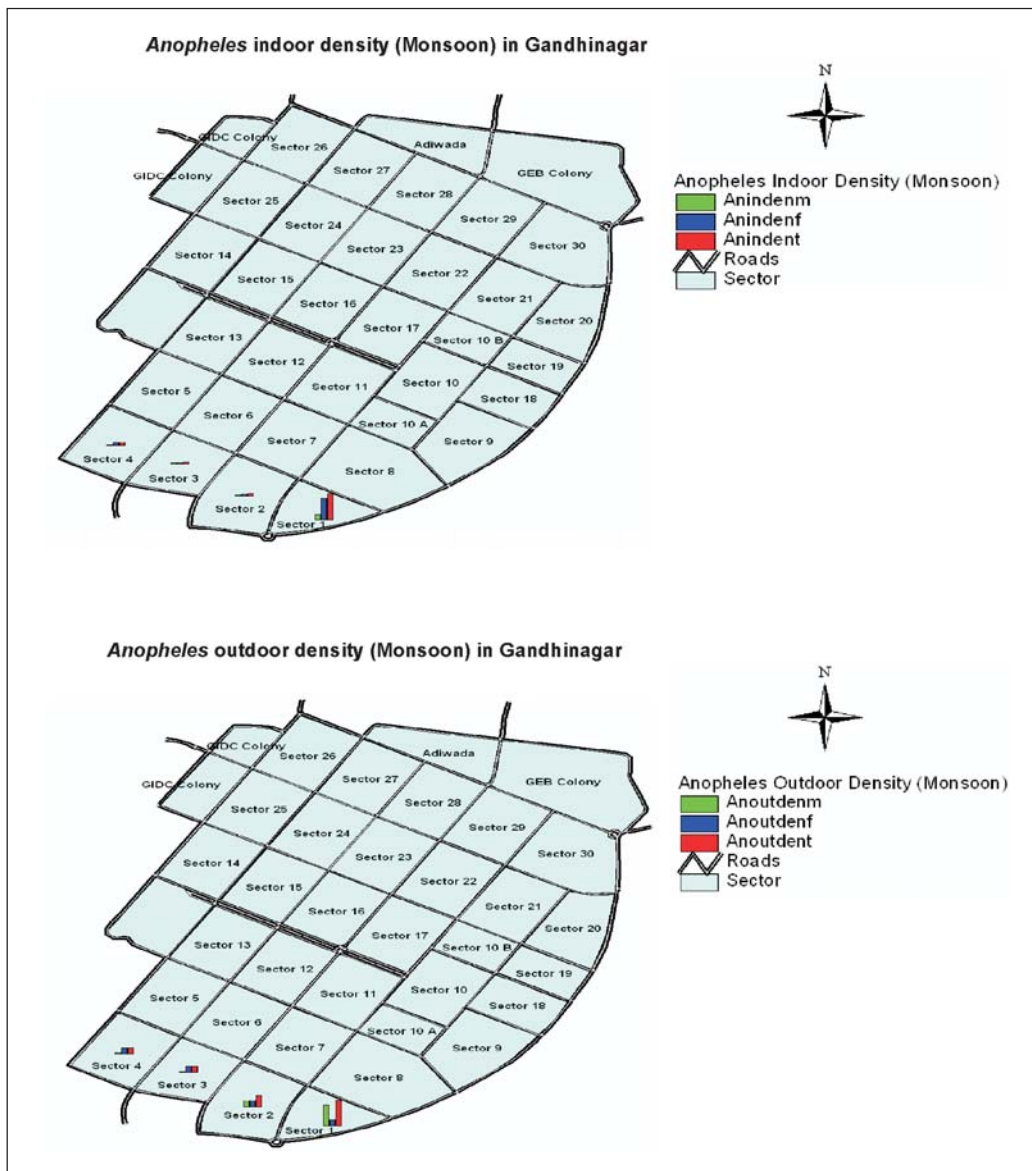 Anopheles indoor density (Monsoon) in Gandhinagar
N
GIDC Colony
Sector 26
Adiwada
Sector 27
GIDC Colony
GEB Colony
Sector 28
Sector 25
Sector 29
Sector 24
Sector 30
Sector 23
Sector 14
Sector 22
Sector 15
Sector 21
Sector 16
Sector 20
Sector 17
Sector 13
Sector 10 B
Sector 12
Sector 19
Sector 11
Sector 10
Sector 5
Sector 18
Sector 6
Sector 10 A
Sector 7
Sector 9
Sector 4
Sector 8
Sector 3
Sector 2
Sector 1
Anopheles Indoor Density (Monsoon)
Anindenm
Anindenf
Anindent
Roads
Sector
Anopheles outdoor density (Monsoon) in Gandhinagar
N
GIDC Colony
Sector 26
Adiwada
Sector 27
GIDC Colony
GEB Colony
Sector 28
Sector 25
Sector 29
Sector 24
Sector 30
Sector 23
Sector 14
Sector 22
Sector 15
Sector 21
Sector 16
Sector 20
Sector 17
Sector 13
Sector 10 B
Sector 12
Sector 19
Sector 11
Sector 10
Sector 5
Sector 18
Sector 6
Sector 10 A
Sector 7
Sector 9
Sector 4
Sector 8
Sector 3
Sector 2
Sector 1
Anopheles Outdoor Density (Monsoon)
Anoutdenm
Anoutdenf
Anoutdent
Roads
Sector